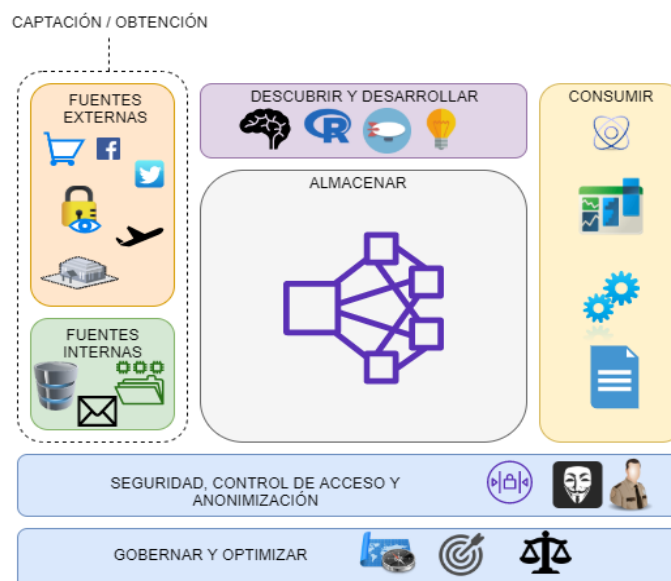 CAPTACIÓN / OBTENCIÓN
FUENTES
EXTERNAS
DESCUBRIR Y DESARROLLAR
R
CONSUMIR
ALMACENAR
FUENTES
INTERNAS
SEGURIDAD, CONTROL DE ACCESO Y
ANONIMIZACIÓN
GOBERNAR Y OPTIMIZAR